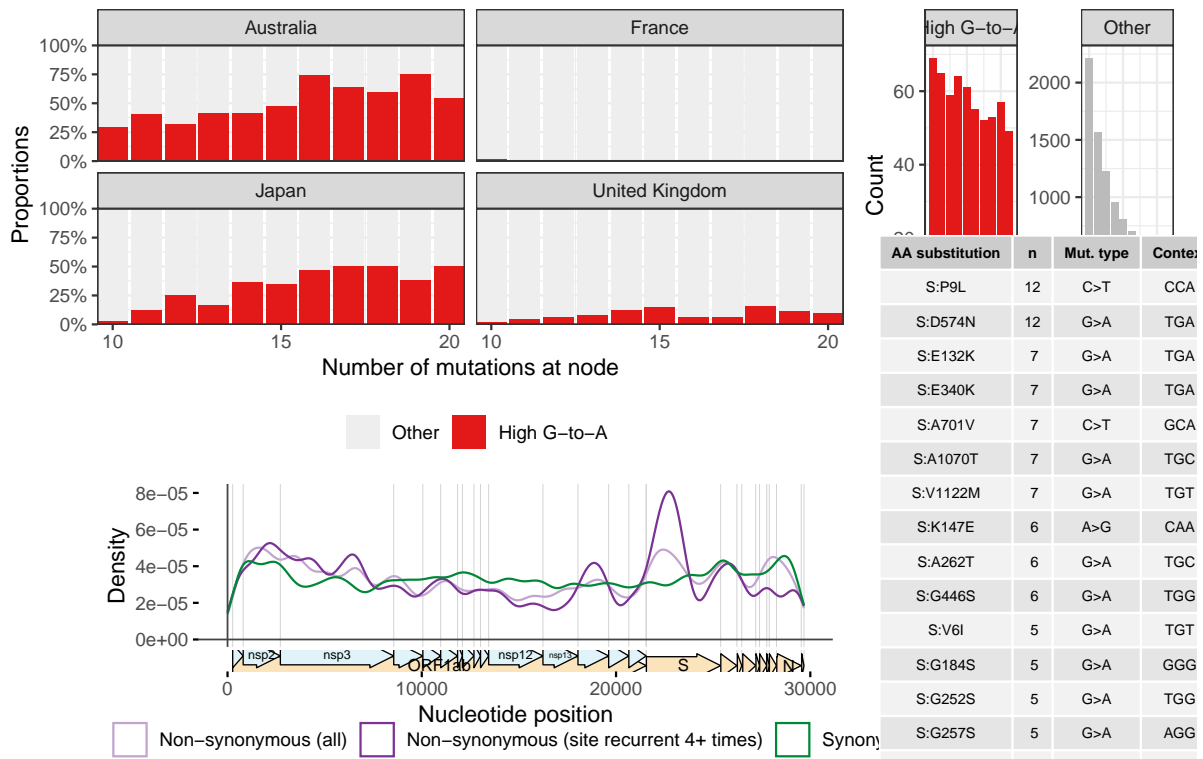 Australia
France
100%
75%
50%
25%
0%
Japan
United Kingdom
100%
75%
50%
25%
0%
10
15
20
10
15
20
Proportions
Number of mutations at node
Other
High G−to−A
Other
60
40
Count
2000
1500
1000
AA substitution n Mut. type
S:P9L 12 C>T CCA
S:D574N 12 G>A TGA
S:E132K 7 G>A TGA
S:E340K 7 G>A TGA
S:A701V 7 C>T GCA
S:A1070T 7 G>A TGC
S:V1122M 7 G>A TGT
S:K147E 6 A>G CAA
S:A262T 6 G>A TGC
S:G446S 6 G>A TGG
S:V6I 5 G>A TGT
S:G184S 5 G>A GGG
S:G252S 5 G>A TGG
S:G257S 5 G>A AGG
8e−05
6e−05
4e−05
2e−05
0e+00
Density
nsp2
nsp3
nsp12
nsp13
ORF1ab
S
N
0
10000
20000
30000
Nucleotide position
Non−synonymous (all)
Non−synonymous (site recurrent 4+ times)